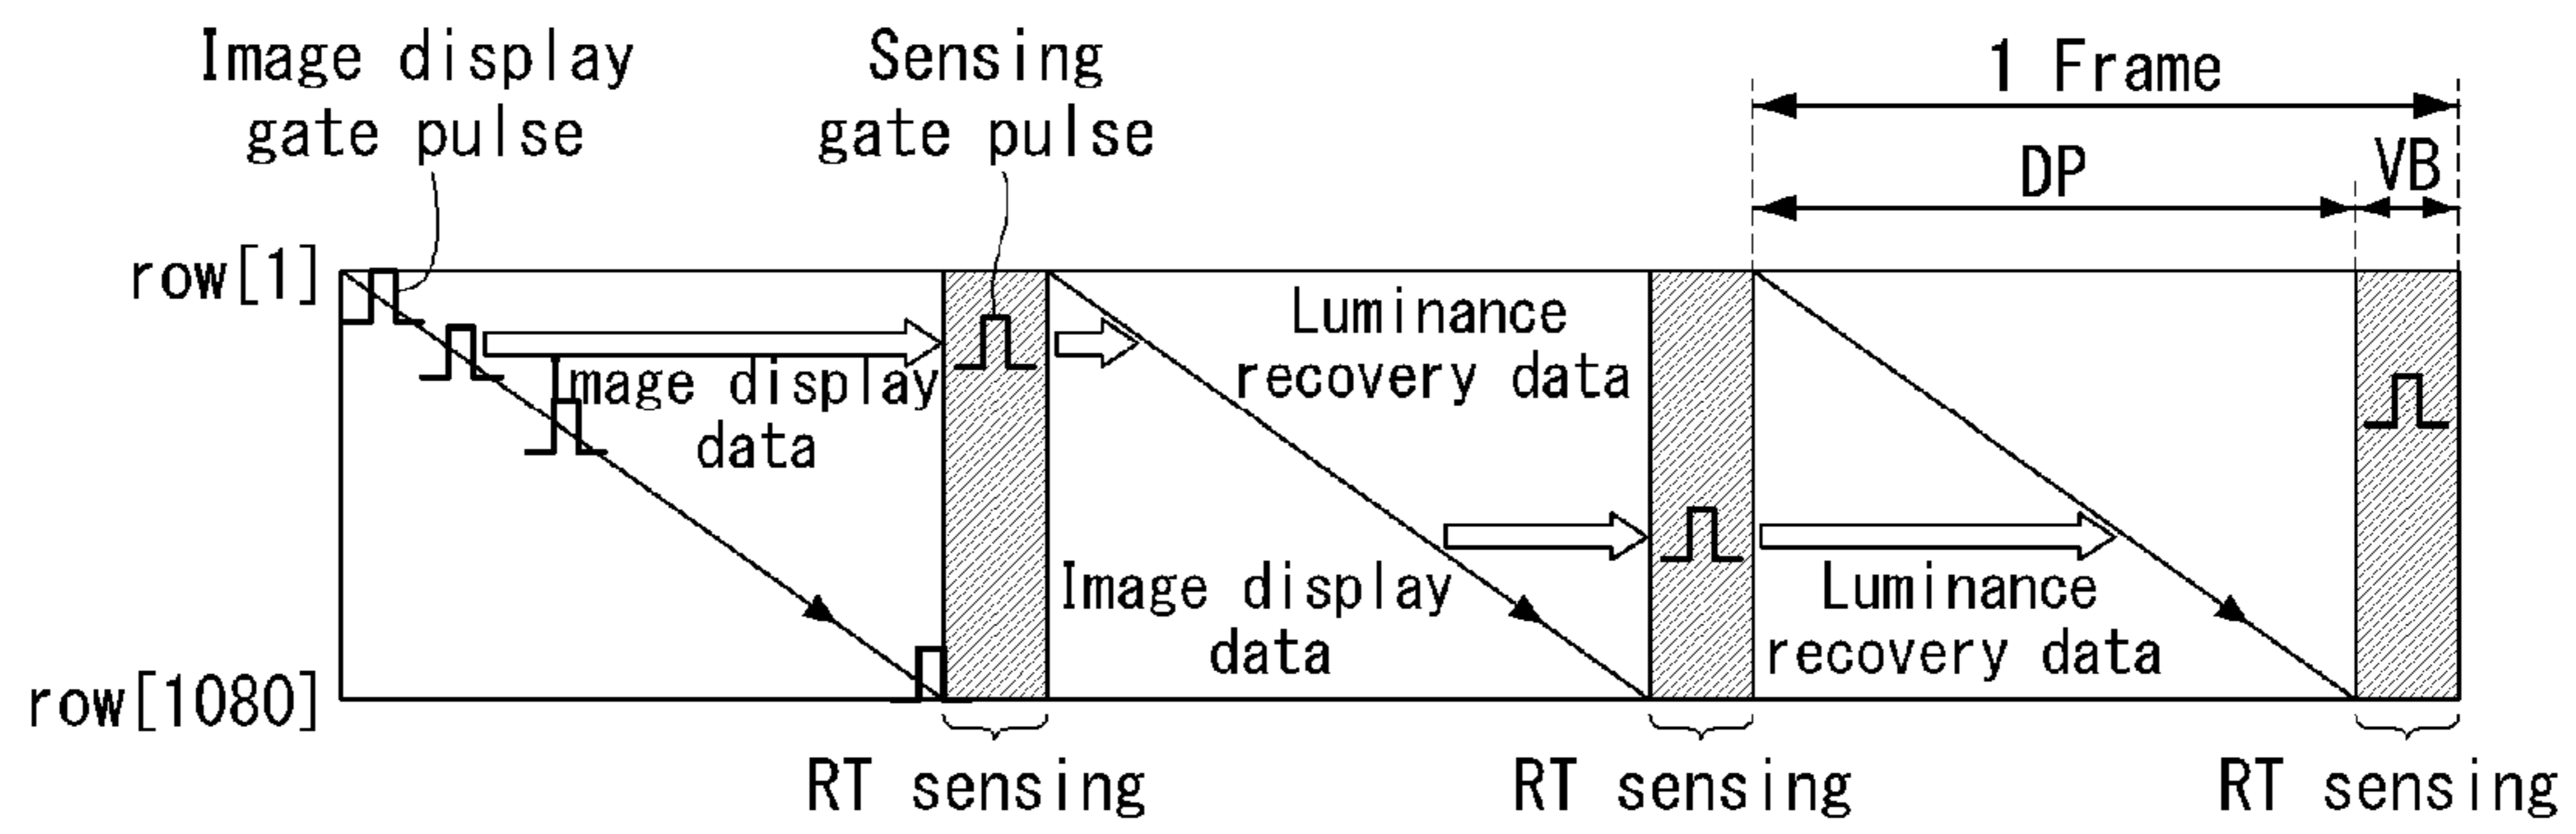 Image display
gate pulse
Sensing
gate pulse
1 Frame
DP
VB
row[1]
Image display
data
Luminance
recovery data
Image display
data
Luminance
recovery data
row[1080]
RT sensing
RT sensing
RT sensing